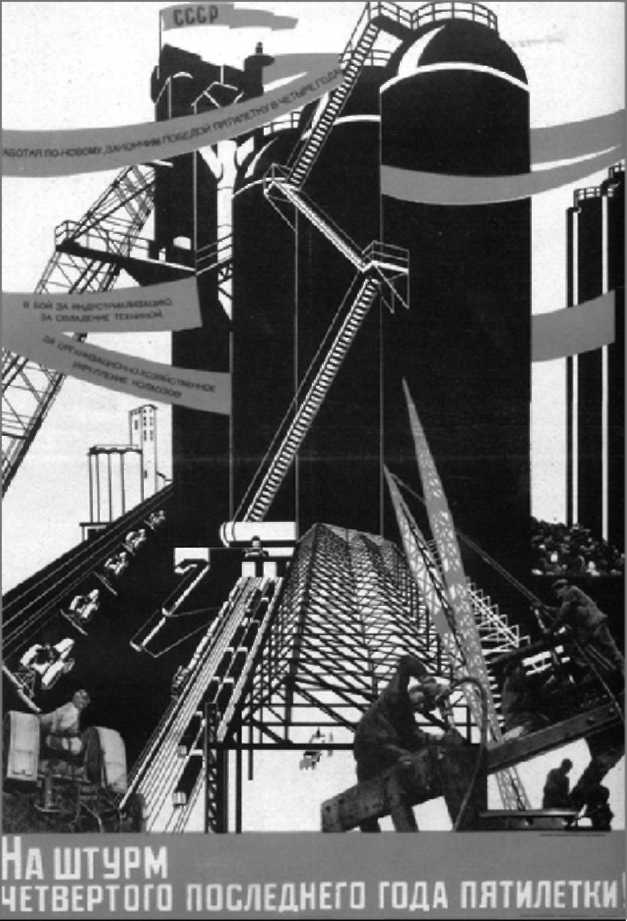 СССР
АБОТАЯ ПО-НОВОМУ, ЗАКОНЧИМ ПОБЕДОЙ ПЯТИЛЕТКУ В ЧЕТЫРЕ ГОДА
В БОЙ ЗА ИНДУСТРИАЛИЗАЦИЮ,
ЗА ОВЛАДЕНИЕ ТЕХНИКОЙ,
ЗА ОРГАНИЗАЦИОННО-ХОЗЯЙСТВЕННОЕ
УКРЕПЛЕНИЕ КОЛХОЗОВ
НА ШТУРМ
ЧЕТВЕРТОГО ПОСЛЕДНЕГО ГОДА ПЯТИЛЕТКИ!